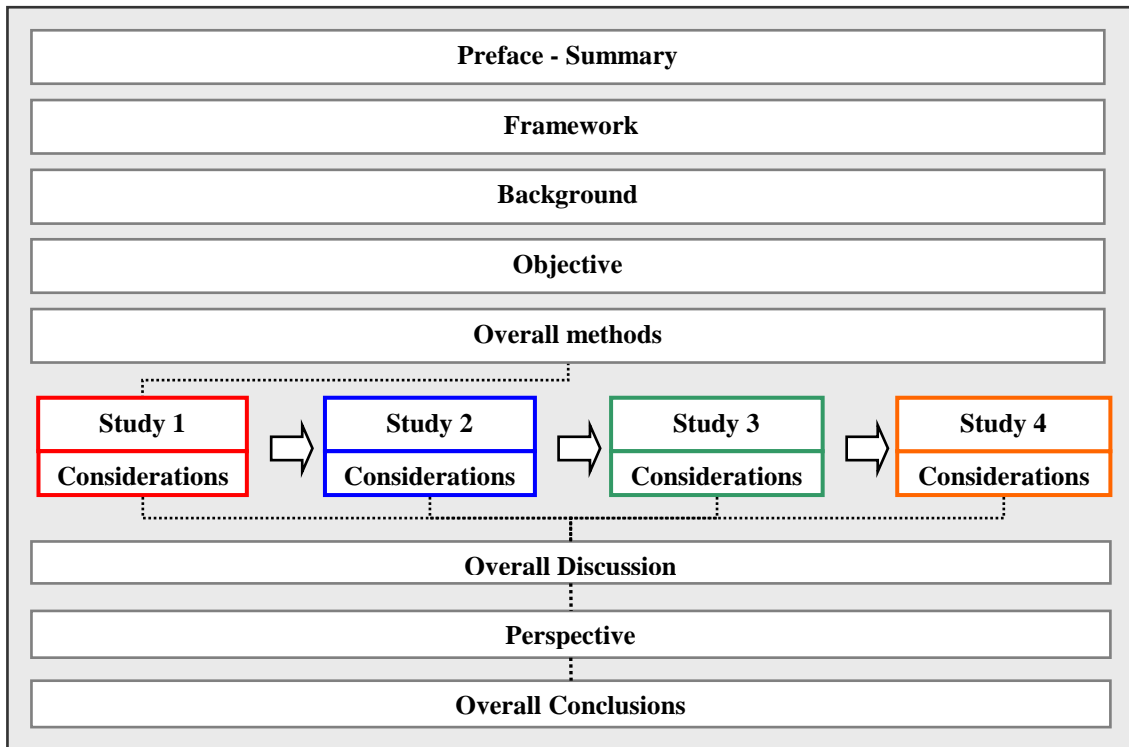 Preface - Summary
Framework
Background
Objective
Overall methods
Study 1
Study 2
Study 3
Study 4
Considerations
Considerations
Considerations
Considerations
Overall Discussion
Perspective
Overall Conclusions